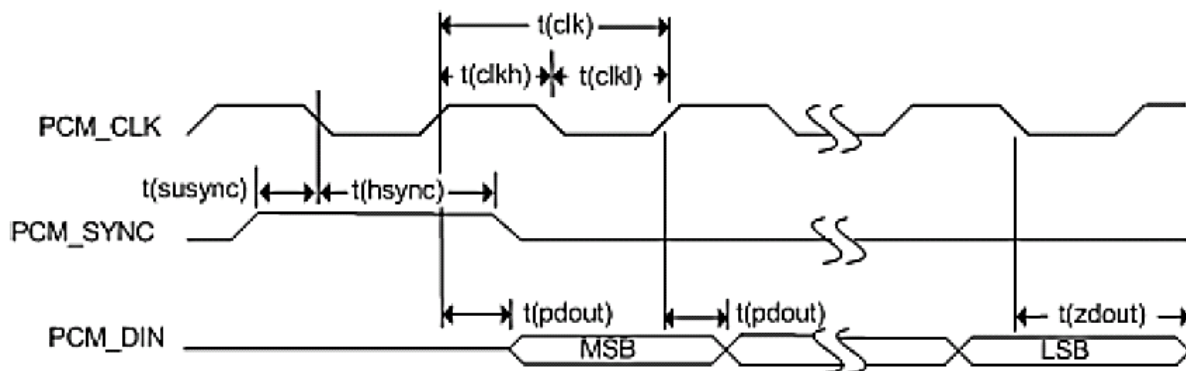 t(clk)
t(clkh) t(clkl)
PCM_CLK
t(susync) t(hsync)
PCM_SYNC
t(pdout) t(pdout) t(zdout)
PCM_DIN MSB LSB